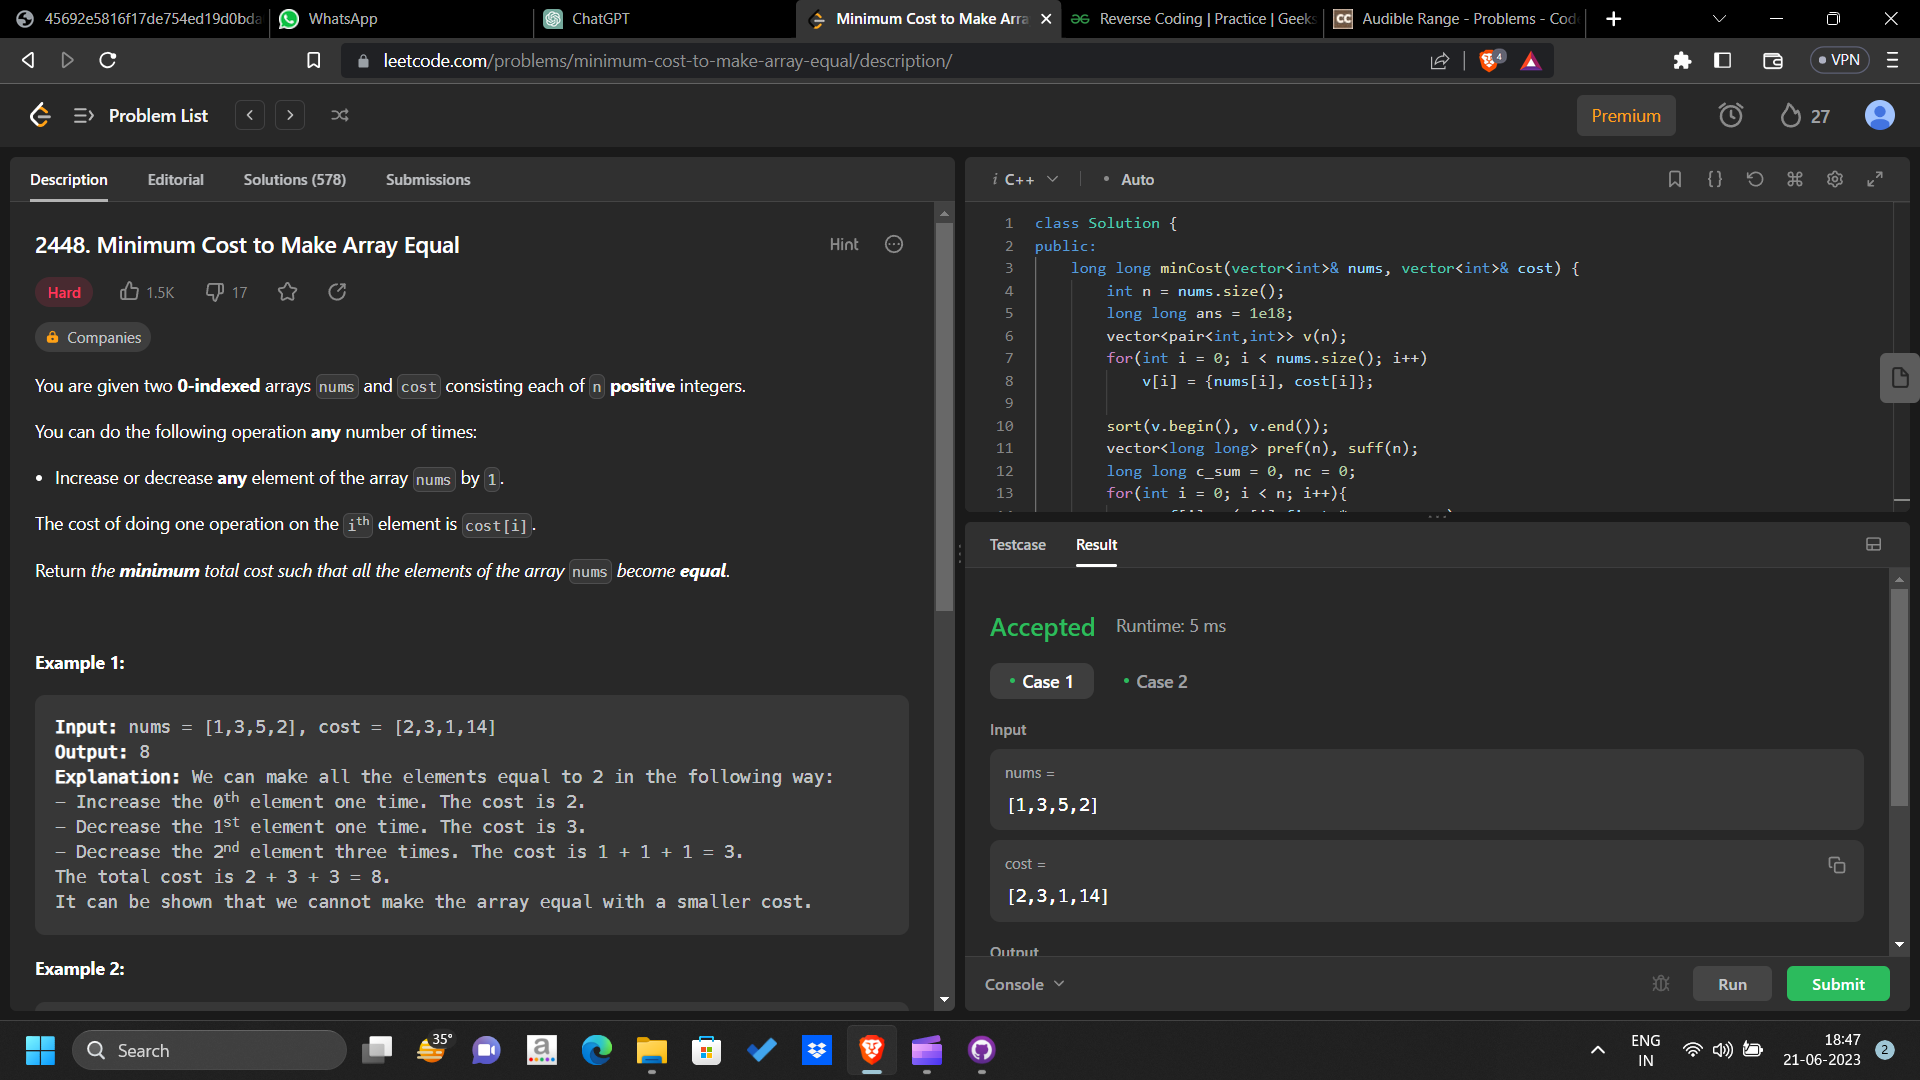 45692e5816f17de754ed19d0bda
WhatsApp
ChatGPT
Minimum Cost to Make Arra
Reverse Coding | Practice | Geeks
Audible Range - Problems - Code
leetcode.com/problems/minimum-cost-to-make-array-equal/description/
4
VPN
Problem List
Premium
27
Description
Editorial
Solutions (578)
Submissions
2448. Minimum Cost to Make Array Equal
Hint
Hard
1.5K
17
Companies
You are given two 0-indexed arrays nums and cost consisting each of n positive integers.
You can do the following operation any number of times:
• Increase or decrease any element of the array nums by 1.
The cost of doing one operation on the ith element is cost[i].
Return the minimum total cost such that all the elements of the array nums become equal.
Example 1:
Input: nums = [1,3,5,2], cost = [2,3,1,14]
Output: 8
Explanation: We can make all the elements equal to 2 in the following way:
- Increase the 0th element one time. The cost is 2.
- Decrease the 1st element one time. The cost is 3.
- Decrease the 2nd element three times. The cost is 1 + 1 + 1 = 3.
The total cost is 2 + 3 + 3 = 8.
It can be shown that we cannot make the array equal with a smaller cost.
Example 2:
i C++
• Auto
1 class Solution {
2 public:
3 long long minCost(vector<int>& nums, vector<int>& cost) {
4 int n = nums.size();
5 long long ans = 1e18;
6 vector<pair<int,int>> v(n);
7 for(int i = 0; i < nums.size(); i++)
8 v[i] = {nums[i], cost[i]};
9
10 sort(v.begin(), v.end());
11 vector<long long> pref(n), suff(n);
12 long long c_sum = 0, nc = 0;
13 for(int i = 0; i < n; i++){
Testcase
Result
Accepted
Runtime: 5 ms
• Case 1
• Case 2
Input
nums =
[1,3,5,2]
cost =
[2,3,1,14]
Output
Console
Run
Submit
Search
35°
a
ENG
IN
18:47
21-06-2023
2